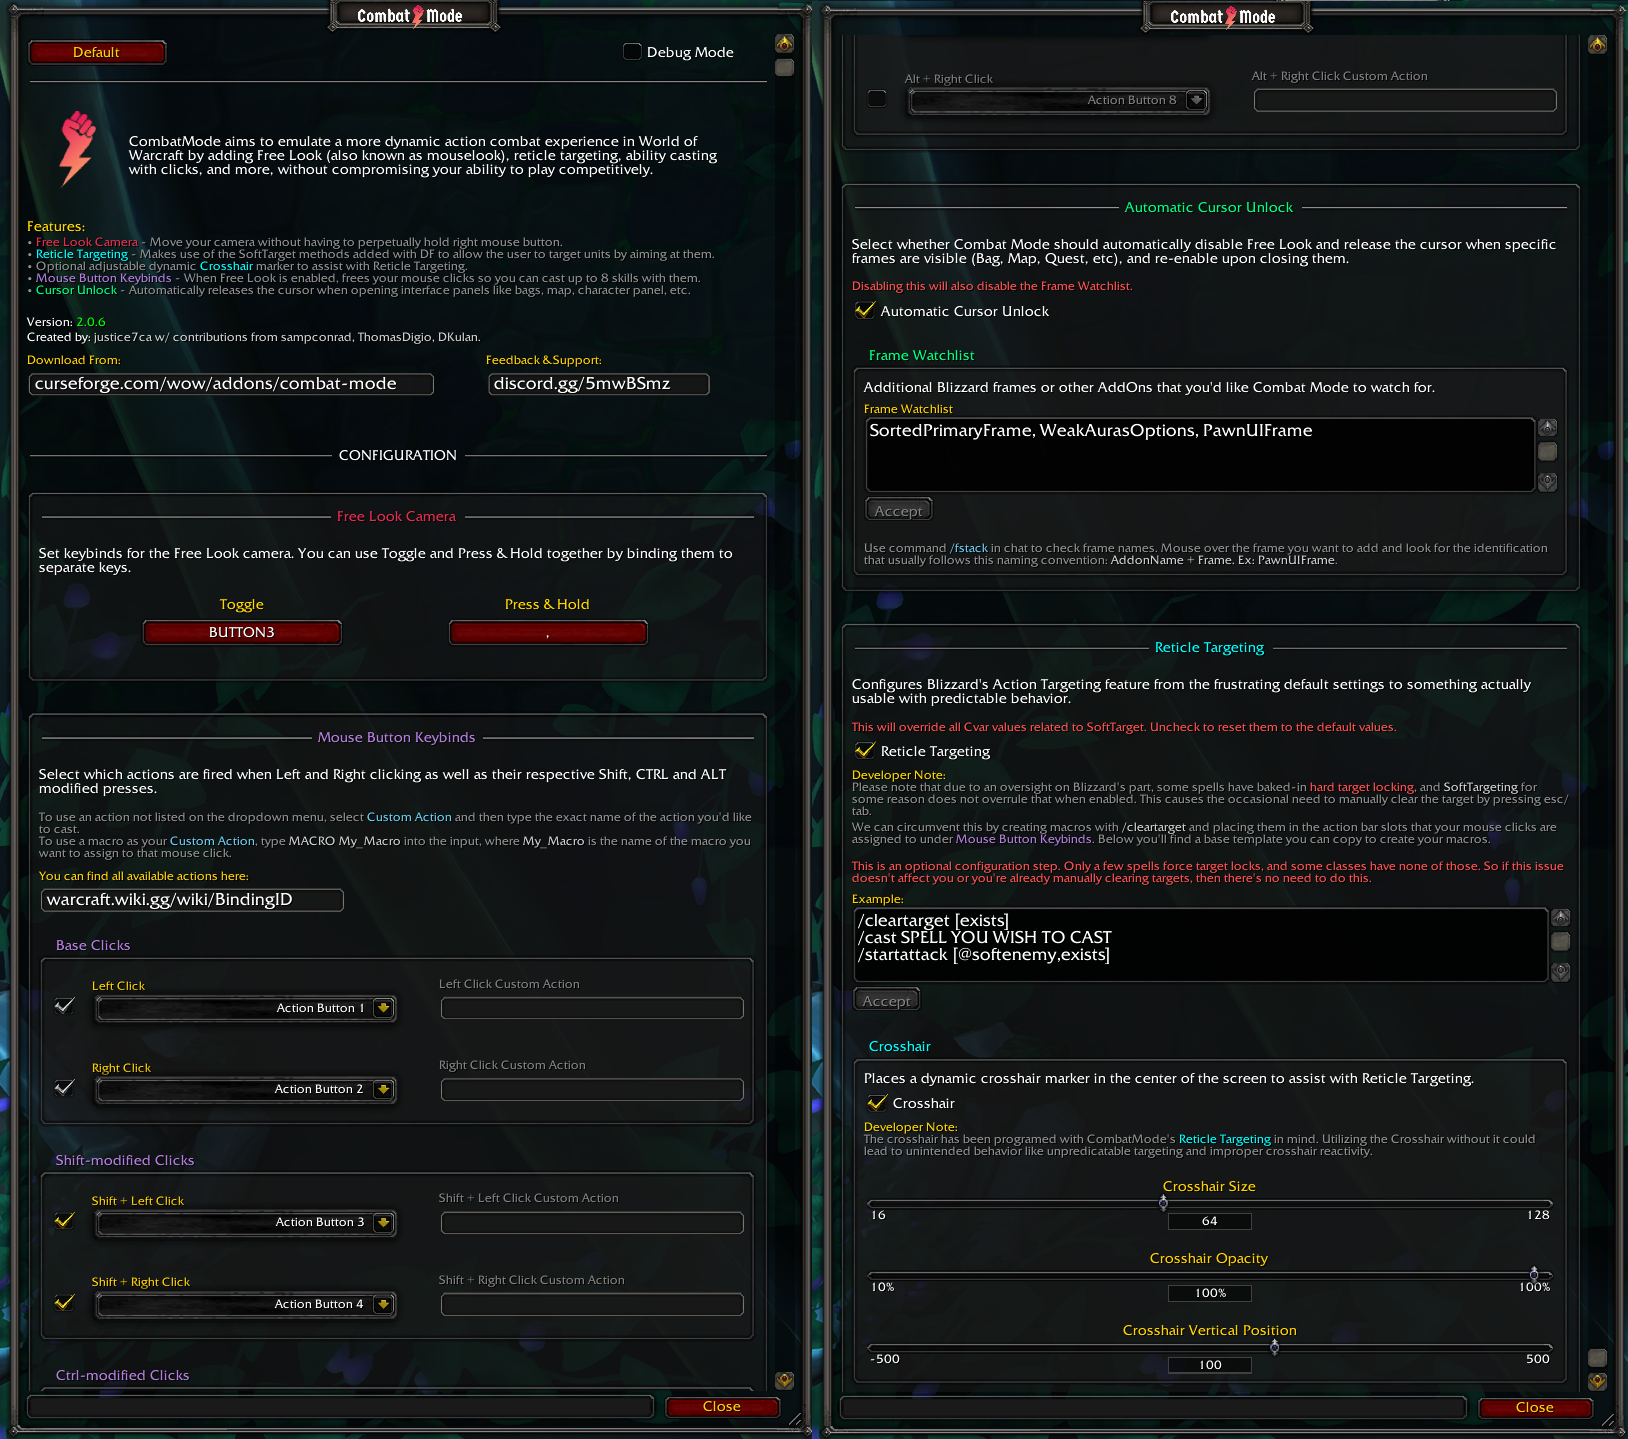 Combat Mode
Default
Debug Mode
CombatMode aims to emulate a more dynamic action combat experience in World of
Warcraft by adding Free Look (also known as mouselook), reticle targeting, ability casting
with clicks, and more, without compromising your ability to play competitively.
Features:
• Free Look Camera - Move your camera without having to perpetually hold right mouse button.
• Reticle Targeting - Makes use of the SoftTarget methods added with DF to allow the user to target units by aiming at them.
• Optional adjustable dynamic Crosshair marker to assist with Reticle Targeting.
• Mouse Button Keybinds - When Free Look is enabled, frees your mouse clicks so you can cast up to 8 skills with them.
• Cursor Unlock - Automatically releases the cursor when opening interface panels like bags, map, character panel, etc.
Version: 2.0.6
Created by: justice7ca w/ contributions from sampconrad, ThomasDigio, DKulan.
Download From:
Feedback & Support:
curseforge.com/wow/addons/combat-mode
discord.gg/5mwBSmz
CONFIGURATION
Free Look Camera
Set keybinds for the Free Look camera. You can use Toggle and Press & Hold together by binding them to
separate keys.
Toggle
Press & Hold
BUTTON3
,
Mouse Button Keybinds
Select which actions are fired when Left and Right clicking as well as their respective Shift, CTRL and ALT
modified presses.
To use an action not listed on the dropdown menu, select Custom Action and then type the exact name of the action you'd like
to cast.
To use a macro as your Custom Action, type MACRO My_Macro into the input, where My_Macro is the name of the macro you
want to assign to that mouse click.
You can find all available actions here:
warcraft.wiki.gg/wiki/BindingID
Base Clicks
Left Click
Left Click Custom Action
Action Button 1
Right Click
Right Click Custom Action
Action Button 2
Shift-modified Clicks
Shift + Left Click
Shift + Left Click Custom Action
Action Button 3
Shift + Right Click
Shift + Right Click Custom Action
Action Button 4
Ctrl-modified Clicks
Close
Combat Mode
Alt + Right Click
Alt + Right Click Custom Action
Action Button 8
Automatic Cursor Unlock
Select whether Combat Mode should automatically disable Free Look and release the cursor when specific
frames are visible (Bag, Map, Quest, etc), and re-enable upon closing them.
Disabling this will also disable the Frame Watchlist.
Automatic Cursor Unlock
Frame Watchlist
Additional Blizzard frames or other AddOns that you'd like Combat Mode to watch for.
Frame Watchlist
SortedPrimaryFrame, WeakAurasOptions, PawnUIFrame
Accept
Use command /fstack in chat to check frame names. Mouse over the frame you want to add and look for the identification
that usually follows this naming convention: AddonName + Frame. Ex: PawnUIFrame.
Reticle Targeting
Configures Blizzard's Action Targeting feature from the frustrating default settings to something actually
usable with predictable behavior.
This will override all Cvar values related to SoftTarget. Uncheck to reset them to the default values.
Reticle Targeting
Developer Note:
Please note that due to an oversight on Blizzard's part, some spells have baked-in hard target locking, and SoftTargeting for
some reason does not overrule that when enabled. This causes the occasional need to manually clear the target by pressing esc/
tab.
We can circumvent this by creating macros with /cleartarget and placing them in the action bar slots that your mouse clicks are
assigned to under Mouse Button Keybinds. Below you'll find a base template you can copy to create your macros.
This is an optional configuration step. Only a few spells force target locks, and some classes have none of those. So if this issue
doesn't affect you or you're already manually clearing targets, then there's no need to do this.
Example:
/cleartarget [exists]
/cast SPELL YOU WISH TO CAST
/startattack [@softenemy,exists]
Accept
Crosshair
Places a dynamic crosshair marker in the center of the screen to assist with Reticle Targeting.
Crosshair
Developer Note:
The crosshair has been programed with CombatMode's Reticle Targeting in mind. Utilizing the Crosshair without it could
lead to unintended behavior like unpredicatable targeting and improper crosshair reactivity.
Crosshair Size
16
128
64
Crosshair Opacity
10%
100%
100%
Crosshair Vertical Position
-500
500
100
Close